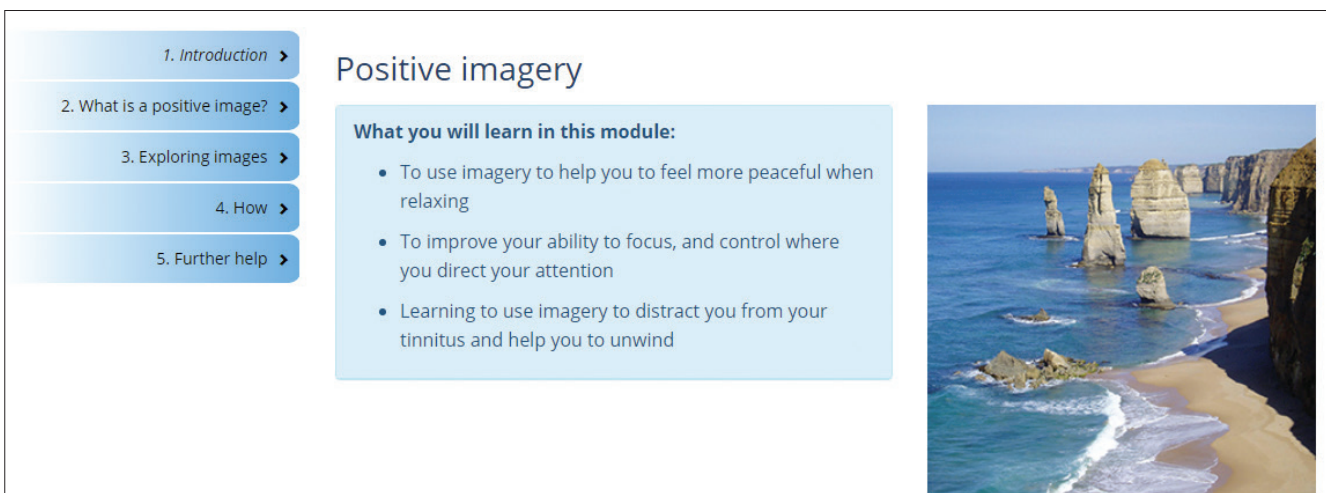 1. Introduction
2. What is a positive image?
3. Exploring images
4. How
5. Further help
Positive imagery
What you will learn in this module:
• To use imagery to help you to feel more peaceful when
relaxing
• To improve your ability to focus, and control where
you direct your attention
• Learning to use imagery to distract you from your
tinnitus and help you to unwind